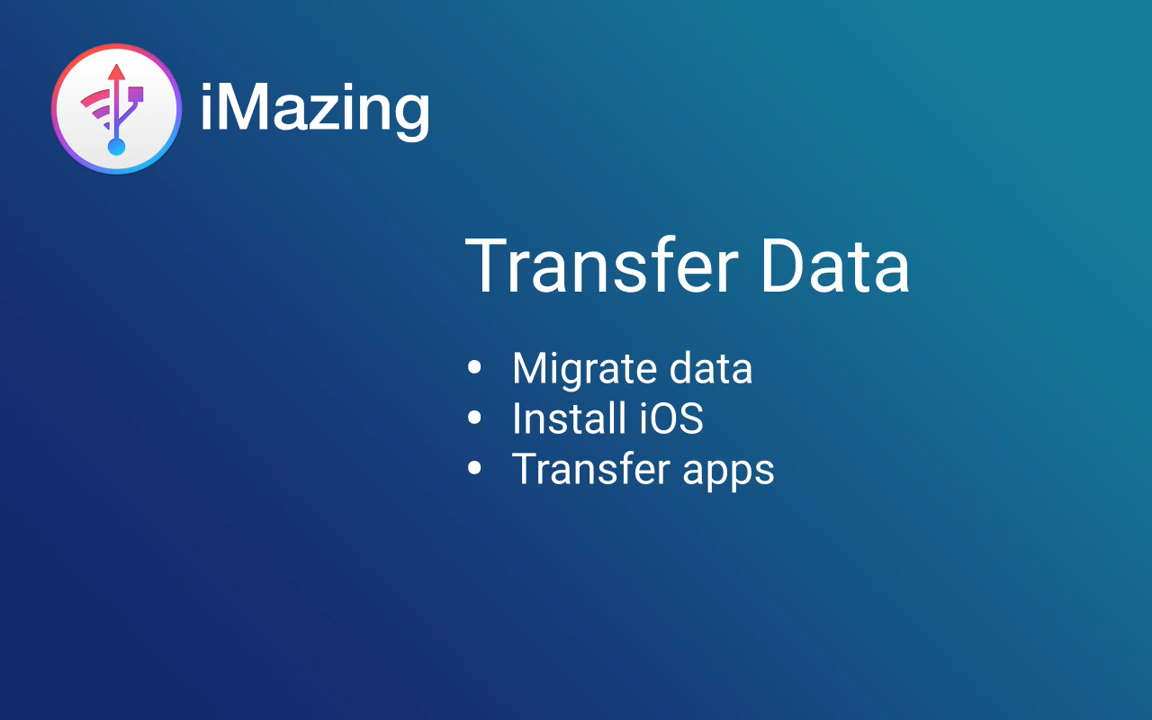 iMazing
Transfer Data
• Migrate data
• Install iOS
• Transfer apps